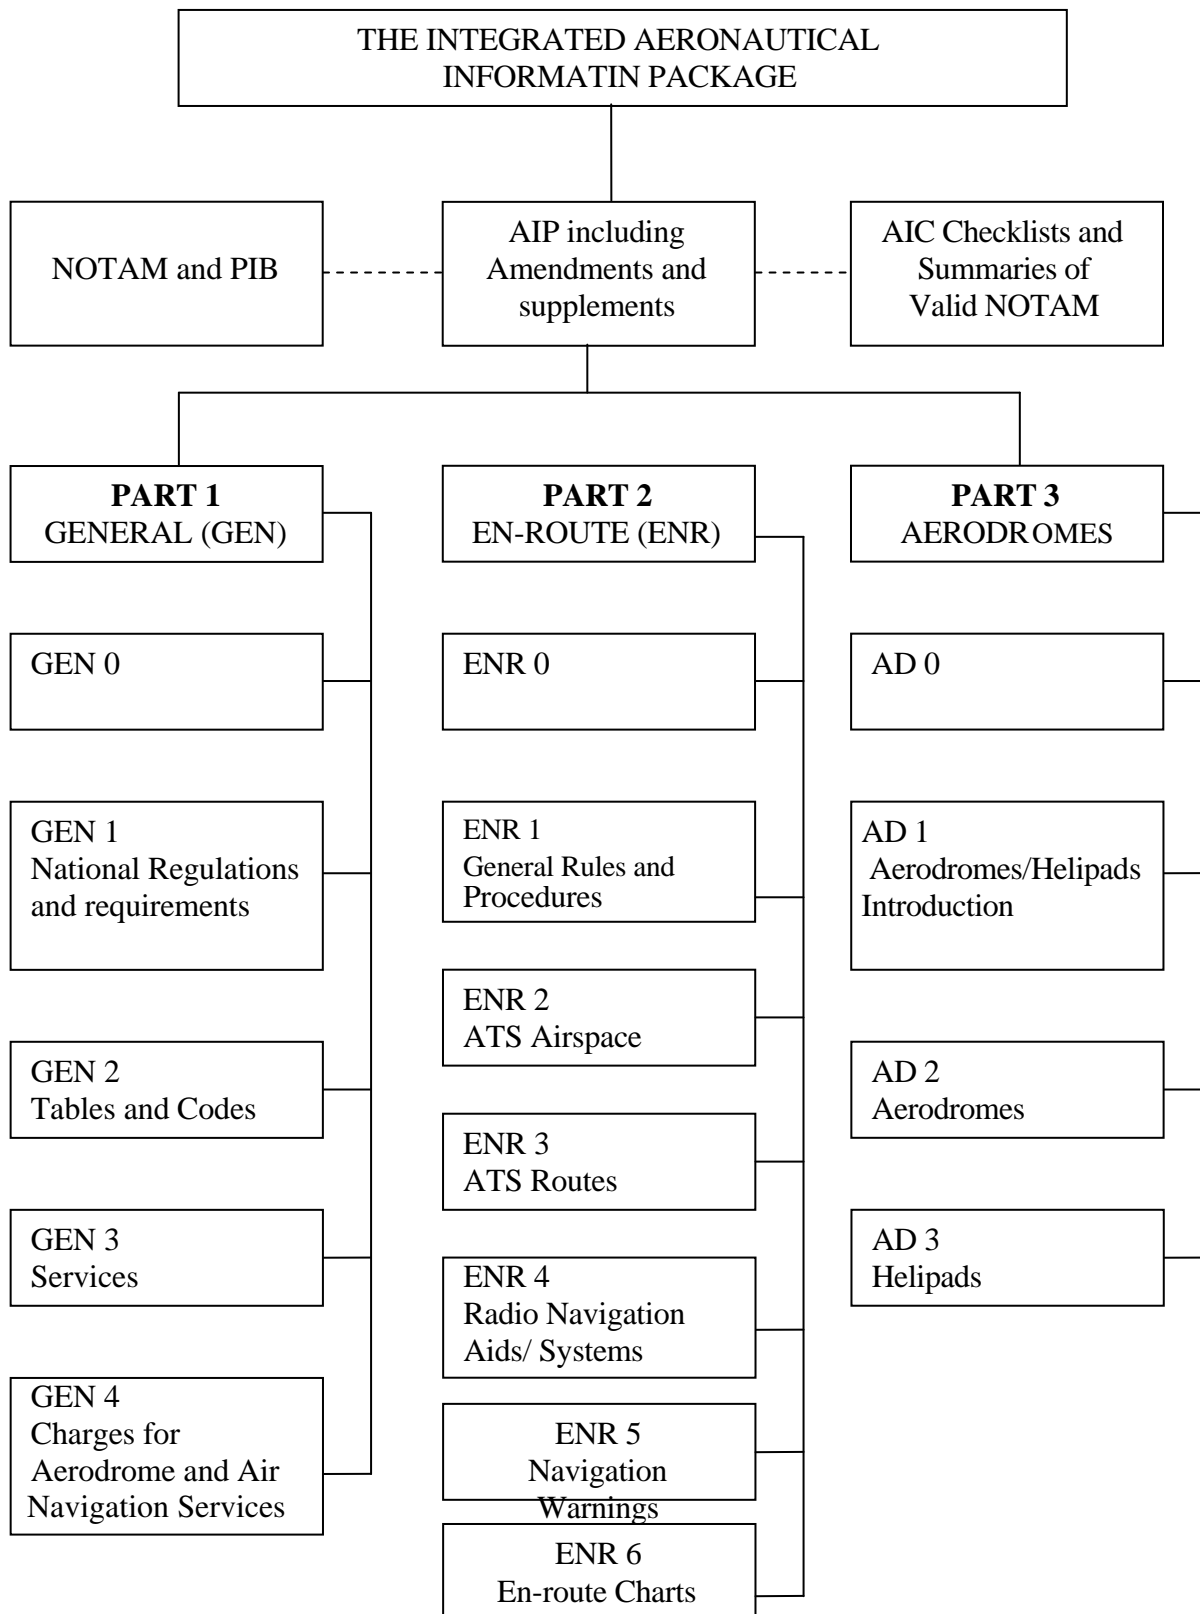 THE INTEGRATED AERONAUTICAL
INFORMATIN PACKAGE
NOTAM and PIB
AIP including
Amendments and
supplements
AIC Checklists and
Summaries of
Valid NOTAM
PART 1
GENERAL (GEN)
PART 2
EN-ROUTE (ENR)
PART 3
AERODROMES
GEN 0
ENR 0
AD 0
GEN 1
National Regulations
and requirements
ENR 1
General Rules and
Procedures
AD 1
Aerodromes/Helipads
Introduction
ENR 2
ATS Airspace
GEN 2
Tables and Codes
AD 2
Aerodromes
ENR 3
ATS Routes
GEN 3
Services
AD 3
Helipads
ENR 4
Radio Navigation
Aids/ Systems
GEN 4
Charges for
Aerodrome and Air
Navigation Services
ENR 5
Navigation
Warnings
ENR 6
En-route Charts